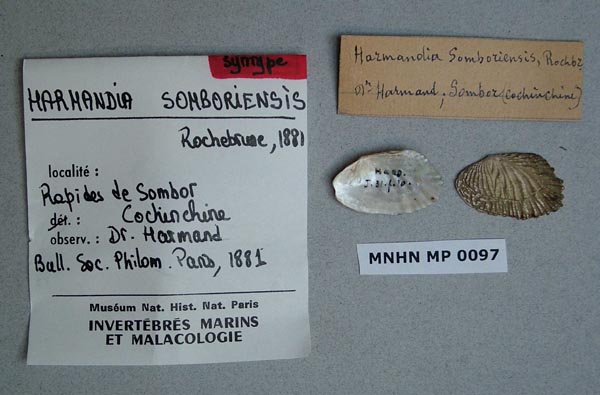 syntype
HARMANDIA SOMBORIENSIS
Rochebrune, 1881
localité :
Rapides de Sombor
dét. : Cochinchine
observ. : Dr. Harmand
Bull. Soc. Philom. Paris, 1881
Muséum Nat. Hist. Nat. Paris
INVERTÉBRÉS MARINS
ET MALACOLOGIE
Harmandia Somboriensis, Rochbr
Dr Harmand, Sombor (Cochinchine)
MNHN MP 0097